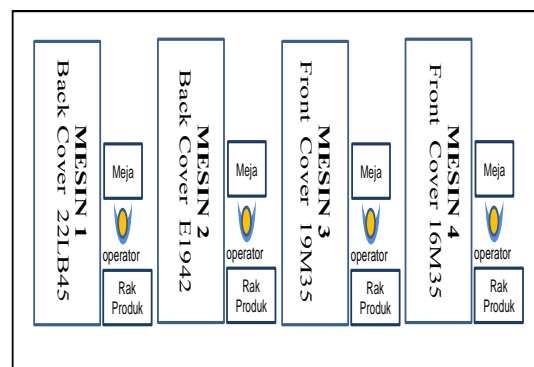 MESIN 1
Back Cover 22LB45
Meja
operator
Rak
Produk
MESIN 2
Back Cover E1942
Meja
operator
Rak
Produk
MESIN 3
Front Cover 19M35
Meja
operator
Rak
Produk
MESIN 4
Front Cover 16M35
Meja
operator
Rak
Produk